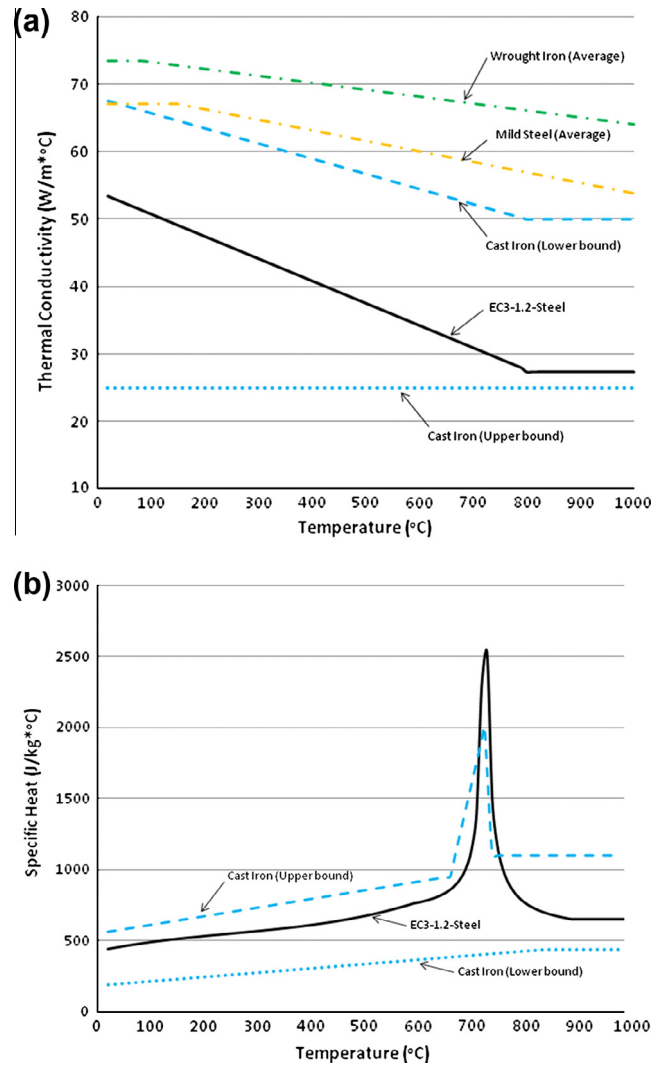 (a)
80
70
60
50
40
30
20
10
Thermal Conductivity (W/m*°C)
Wrought Iron (Average)
Mild Steel (Average)
Cast Iron (Lower bound)
EC3-1.2-Steel
Cast Iron (Upper bound)
0 100 200 300 400 500 600 700 800 900 1000
Temperature (°C)
(b)
3000
2500
2000
1500
1000
500
0
Specific Heat (J/kg*°C)
Cast Iron (Upper bound)
EC3-1.2-Steel
Cast Iron (Lower bound)
0 100 200 300 400 500 600 700 800 900 1000
Temperature (°C)